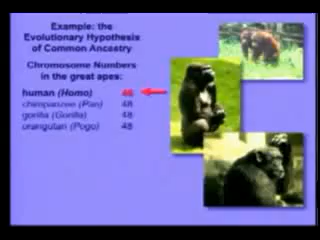 Example: the
Evolutionary Hypothesis
of Common Ancestry
Chromosome Numbers
in the great apes:
human (Homo) 46
chimpanzee (Pan) 48
gorilla (Gorilla) 48
orangutan (Pogo) 48